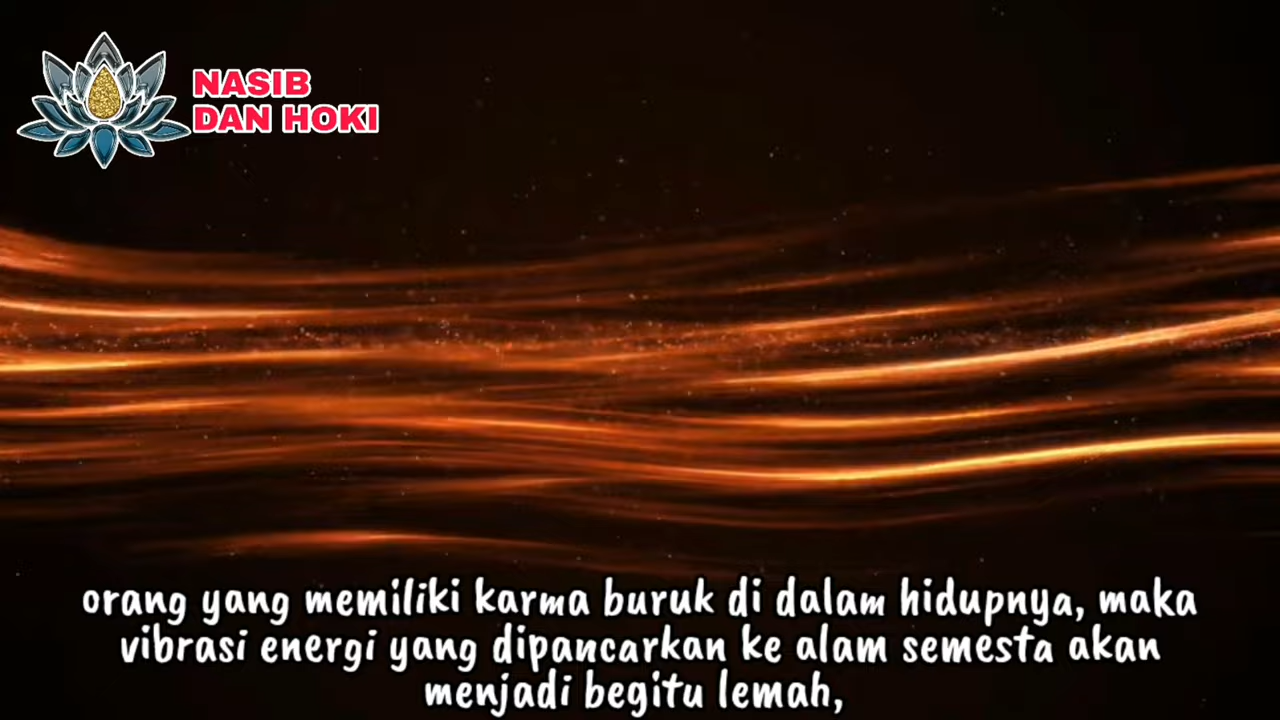 NASIB
DAN HOKI
orang yang memiliki karma buruk di dalam hidupnya, maka
vibrasi energi yang dipancarkan ke alam semesta akan
menjadi begitu lemah,